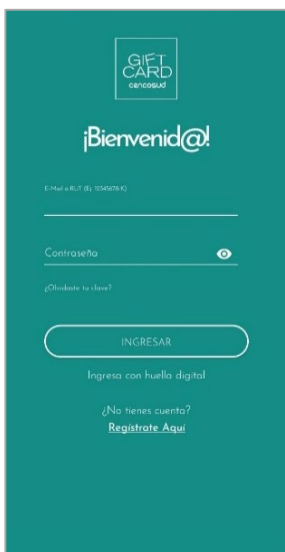 GIFT
CARD
cencosud
¡Bienvenid@!
E-Mail o RUT (Ej: 12345678-K)
Contraseña
¿Olvidaste tu clave?
INGRESAR
Ingresa con huella digital
¿No tienes cuenta?
Regístrate Aquí